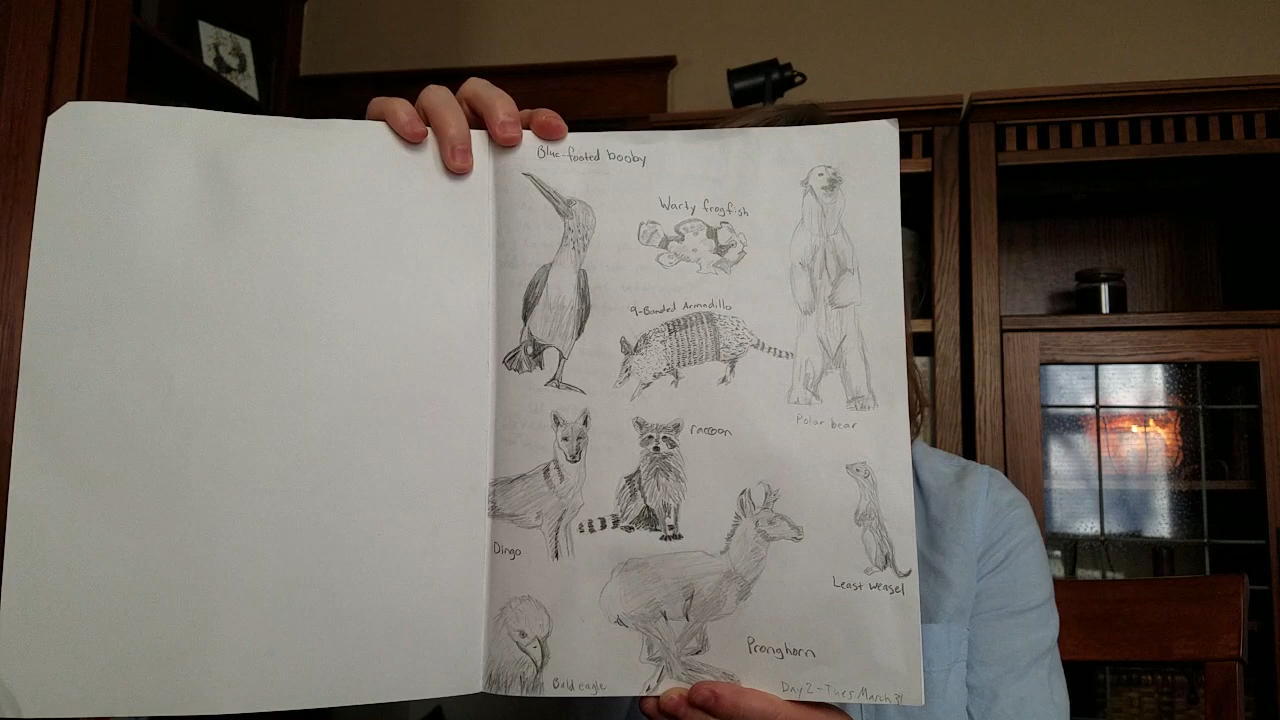 Blue-footed booby
Warty frogfish
9-Banded Armadillo
Polar bear
raccoon
Dingo
Least weasel
Pronghorn
Bald eagle
Day 2 - Tues March 31